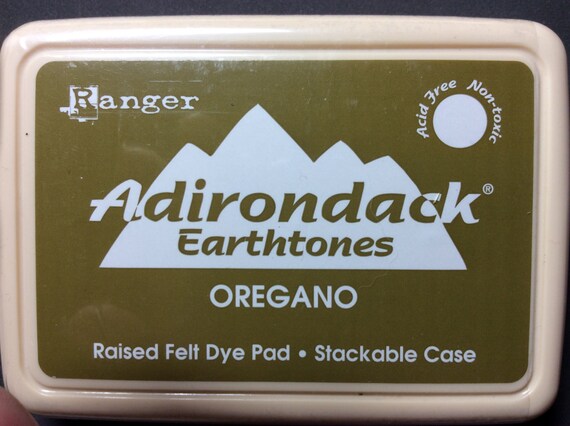 Ranger
Acid Free Non-toxic
Adirondack®
Earthtones
OREGANO
Raised Felt Dye Pad • Stackable Case